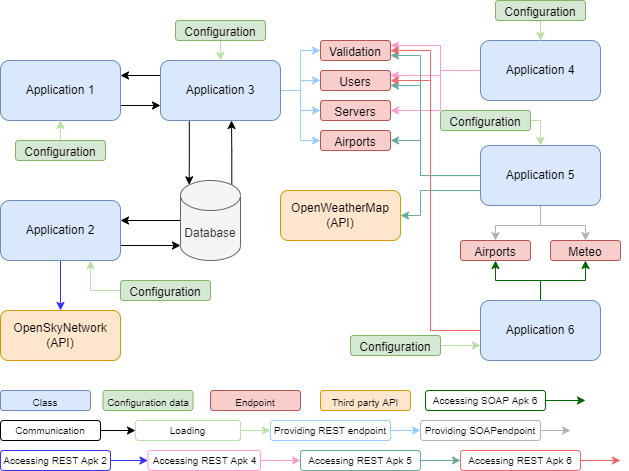 Configuration
Configuration
Application 1
Application 3
Validation
Users
Servers
Airports
Application 4
Configuration
Configuration
Application 5
OpenWeatherMap
(API)
Application 2
Database
Airports
Meteo
Configuration
OpenSkyNetwork
(API)
Configuration
Application 6
Class
Configuration data
Endpoint
Third party API
Accessing SOAP Apk 6
Communication
Loading
Providing REST endpoint
Providing SOAPendpoint
Accessing REST Apk 2
Accessing REST Apk 4
Accessing REST Apk 5
Accessing REST Apk 6